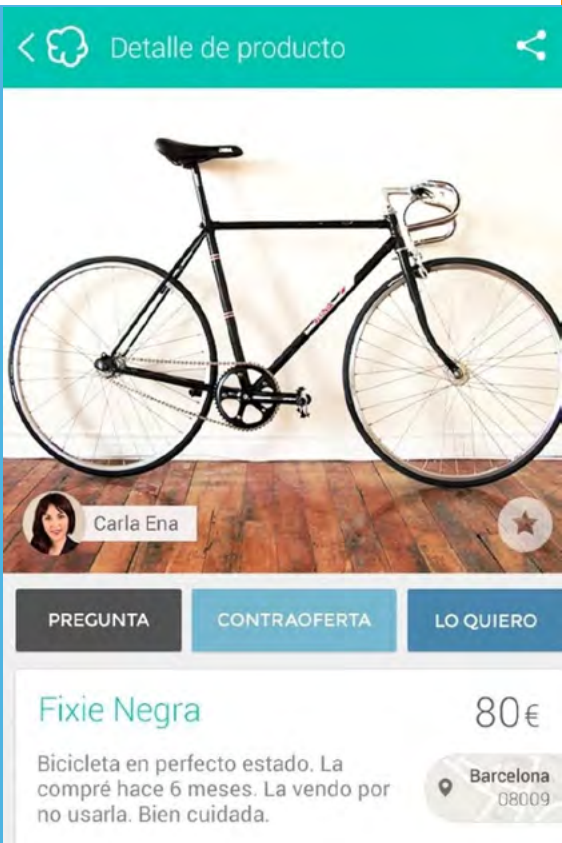 Detalle de producto
Carla Ena
PREGUNTA
CONTRAOFERTA
LO QUIERO
Fixie Negra
80€
Bicicleta en perfecto estado. La
compré hace 6 meses. La vendo por
no usarla. Bien cuidada.
Barcelona
08009